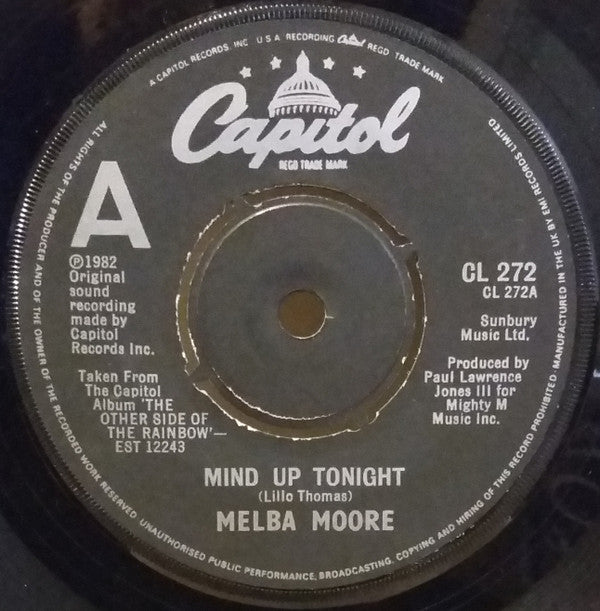 A CAPITOL RECORDS, INC. U.S.A RECORDING Capitol REGD. TRADE MARK
Capitol
REGD TRADE MARK
A
Ⓟ1982
Original
sound
recording
made by
Capitol
Records Inc.
Taken From
The Capitol
Album 'THE
OTHER SIDE OF
THE RAINBOW'—
EST 12243
CL 272
CL 272A
Sunbury
Music Ltd.
Produced by
Paul Lawrence
Jones III for
Mighty M
Music Inc.
MIND UP TONIGHT
(Lillo Thomas)
MELBA MOORE
ALL RIGHTS OF THE PRODUCER AND OF THE OWNER OF THE RECORDED WORK RESERVED. UNAUTHORISED PUBLIC PERFORMANCE, BROADCASTING, COPYING AND HIRING OF THIS RECORD PROHIBITED. MANUFACTURED IN THE UK BY EMI RECORDS LIMITED